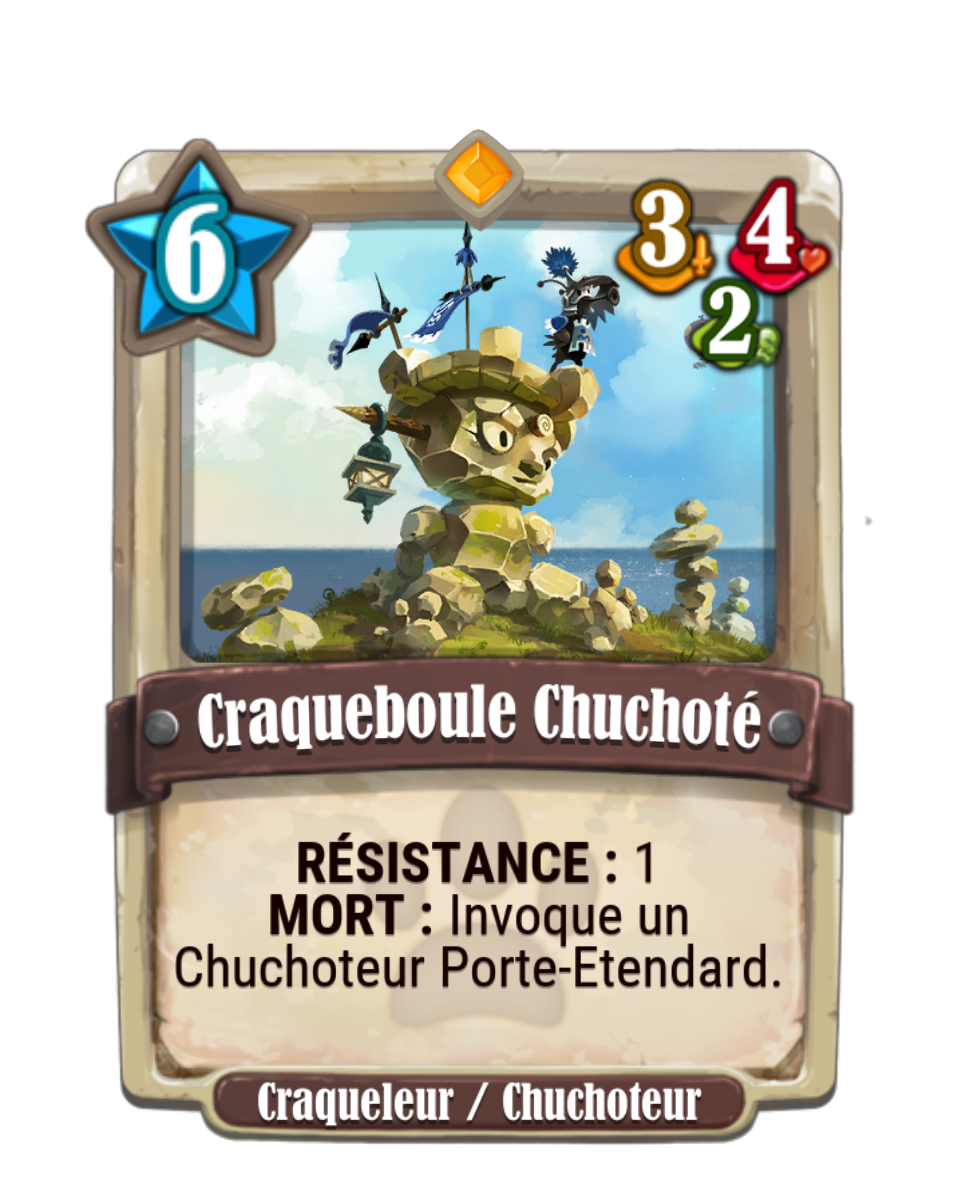 6
3
4
2
Craqueboule Chuchoté
RÉSISTANCE : 1
MORT : Invoque un
Chuchoteur Porte-Etendard.
Craqueleur / Chuchoteur